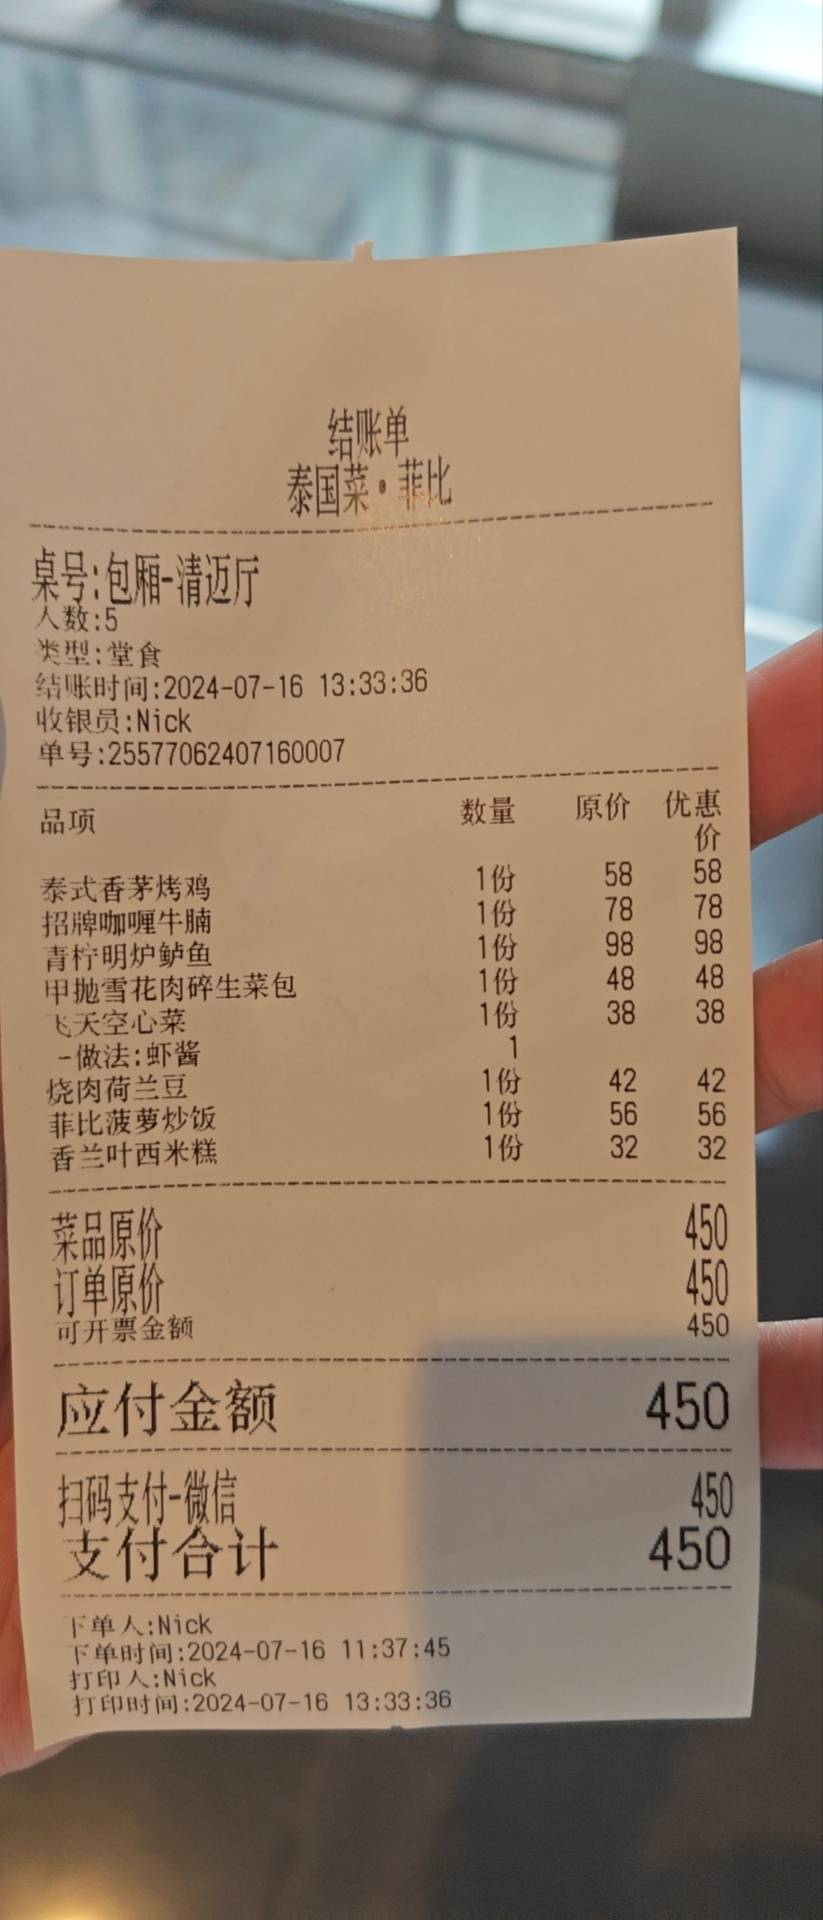 结账单
泰国菜·菲比
桌号:包厢-清迈厅
人数:5
类型:堂食
结账时间:2024-07-16 13:33:36
收银员:Nick
单号:25577062407160007
品项 数量 原价 优惠价
泰式香茅烤鸡 1份 58 58
招牌咖喱牛腩 1份 78 78
青柠明炉鲈鱼 1份 98 98
甲抛雪花肉碎生菜包 1份 48 48
飞天空心菜 1份 38 38
-做法:虾酱 1
烧肉荷兰豆 1份 42 42
菲比菠萝炒饭 1份 56 56
香兰叶西米糕 1份 32 32
菜品原价 450
订单原价 450
可开票金额 450
应付金额 450
扫码支付-微信 450
支付合计 450
下单人:Nick
下单时间:2024-07-16 11:37:45
打印人:Nick
打印时间:2024-07-16 13:33:36